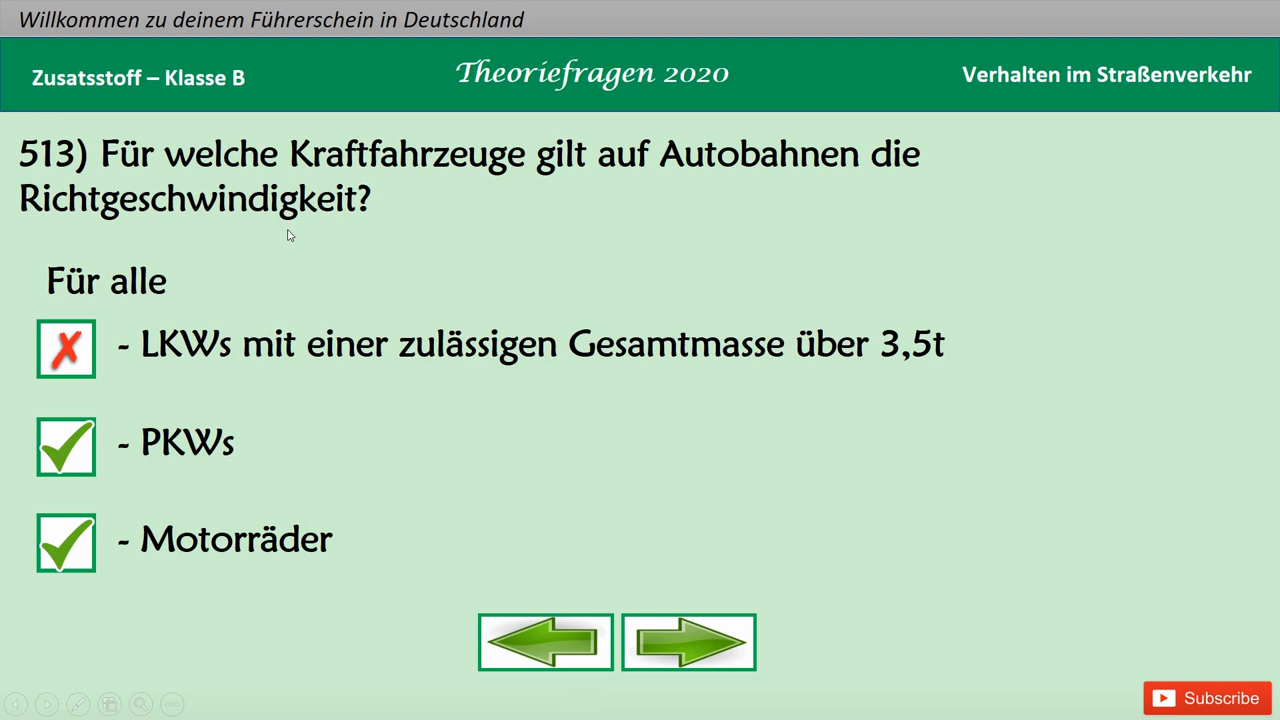 Willkommen zu deinem Führerschein in Deutschland
Zusatsstoff – Klasse B
Theoriefragen 2020
Verhalten im Straßenverkehr
513) Für welche Kraftfahrzeuge gilt auf Autobahnen die
Richtgeschwindigkeit?
Für alle
- LKWs mit einer zulässigen Gesamtmasse über 3,5t
- PKWs
- Motorräder
Subscribe